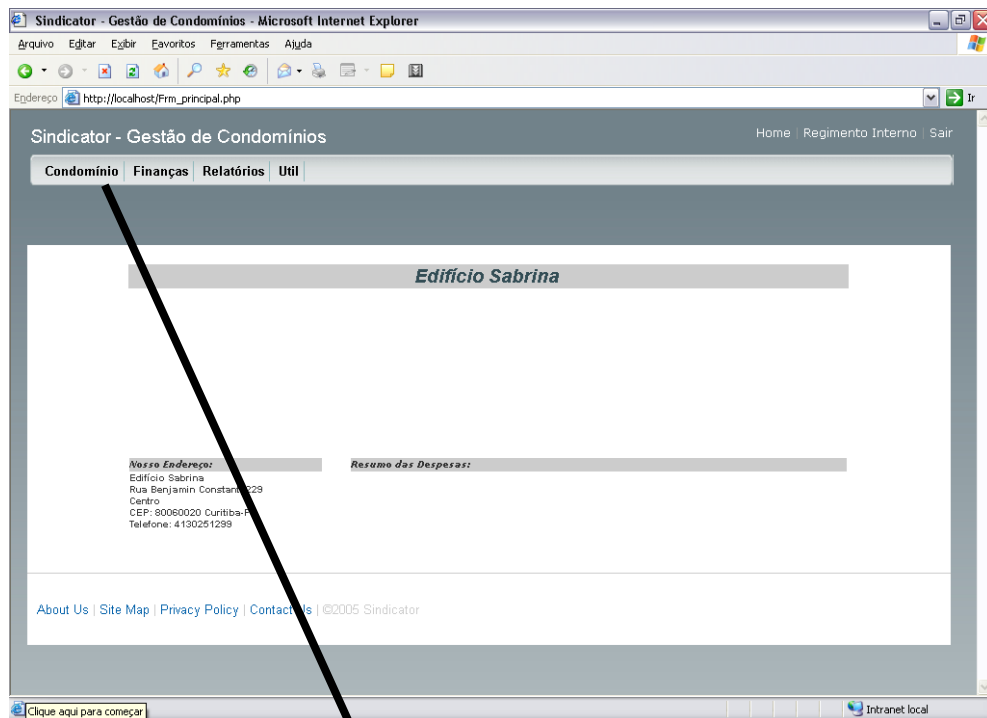 Sindicator - Gestão de Condomínios - Microsoft Internet Explorer
Arquivo Editar Exibir Favoritos Ferramentas Ajuda
Endereço http://localhost/Frm_principal.php Ir
Sindicator - Gestão de Condomínios
Home | Regimento Interno | Sair
Condomínio Finanças Relatórios Util
Edifício Sabrina
Nosso Endereço:
Edifício Sabrina
Rua Benjamin Constant 229
Centro
CEP: 80060020 Curitiba-
Telefone: 4130251299
Resumo das Despesas:
About Us | Site Map | Privacy Policy | Contact Us | ©2005 Sindicator
Clique aqui para começar
Intranet local